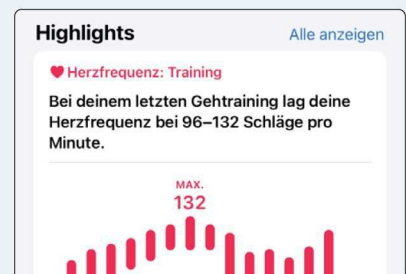 Highlights
Alle anzeigen
Herzfrequenz: Training
Bei deinem letzten Gehtraining lag deine
Herzfrequenz bei 96–132 Schläge pro
Minute.
MAX.
132